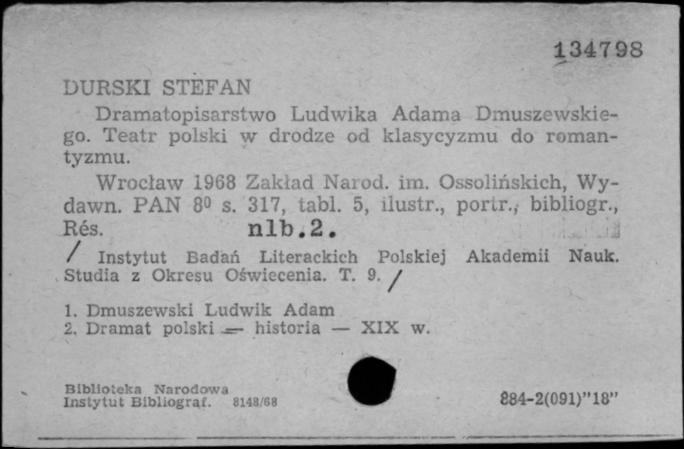 134798
DURSKI STEFAN
Dramatopisarstwo Ludwika Adama Dmuszewskie-
go. Teatr polski w drodze od klasycyzmu do roman-
tyzmu.
Wrocław 1968 Zakład Narod. im. Ossolińskich, Wy-
dawn. PAN 8⁰ s. 317, tabl. 5, ilustr., portr., bibliogr.,
Rés. nlb.2.
/ Instytut Badań Literackich Polskiej Akademii Nauk.
Studia z Okresu Oświecenia. T. 9. /
1. Dmuszewski Ludwik Adam
2. Dramat polski — historia — XIX w.
Biblioteka Narodowa
Instytut Bibliograf. 8148/68
884-2(091)"18"